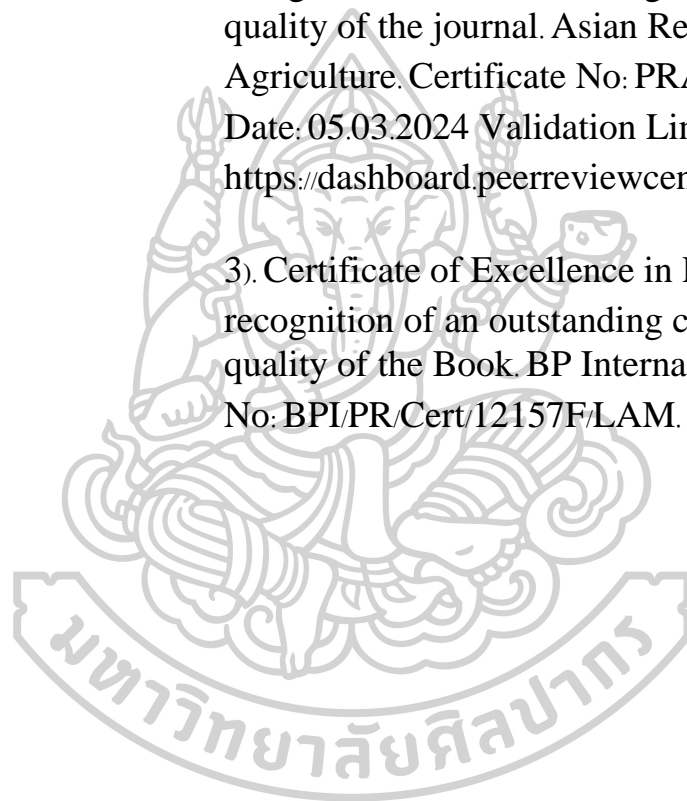 quality of the journal. Asian Re
Agriculture. Certificate No: PRA
Date: 05.03.2024 Validation Lin
https://dashboard.peerreviewcen
3). Certificate of Excellence in
recognition of an outstanding c
quality of the Book. BP Interna
No: BPI/PR/Cert/12157F/LAM.
มหาวิทยาลัยศิลปากร